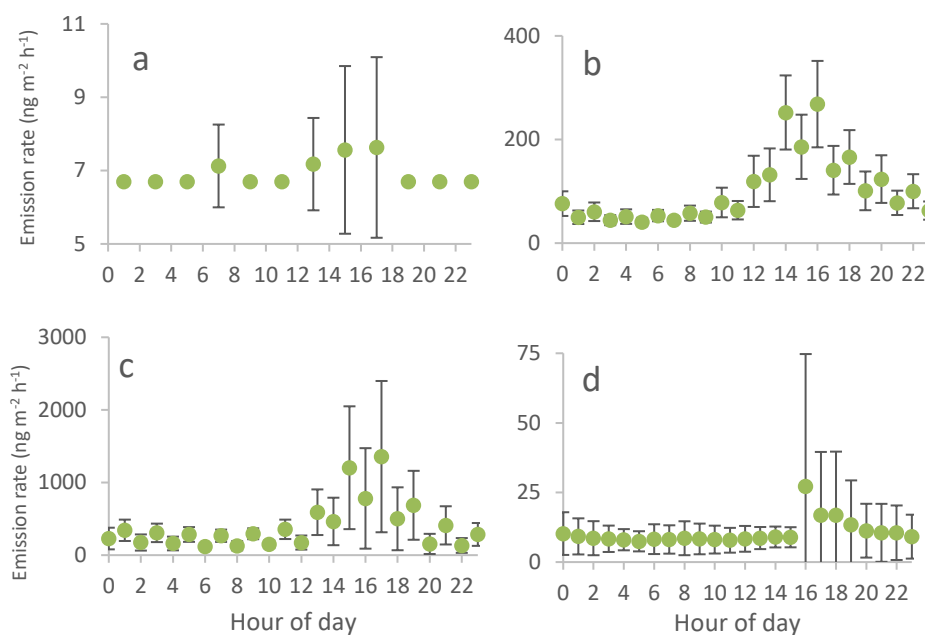 a
Emission rate (ng m⁻² h⁻¹)
11
9
7
5
0 2 4 6 8 10 12 14 16 18 20 22
b
400
200
0
0 2 4 6 8 10 12 14 16 18 20 22
c
Emission rate (ng m⁻² h⁻¹)
3000
2000
1000
0
0 2 4 6 8 10 12 14 16 18 20 22
Hour of day
d
75
50
25
0
0 2 4 6 8 10 12 14 16 18 20 22
Hour of day